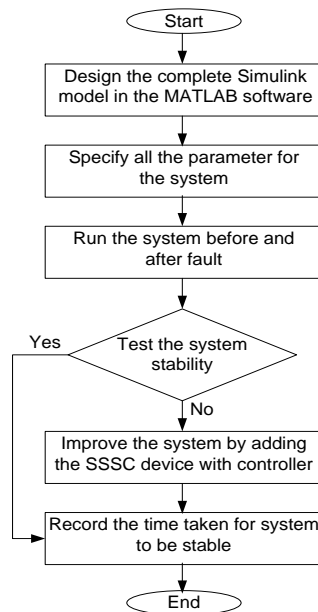 Start
Design the complete Simulink
model in the MATLAB software
Specify all the parameter for
the system
Run the system before and
after fault
Yes
Test the system
stability
No
Improve the system by adding
the SSSC device with controller
Record the time taken for system
to be stable
End